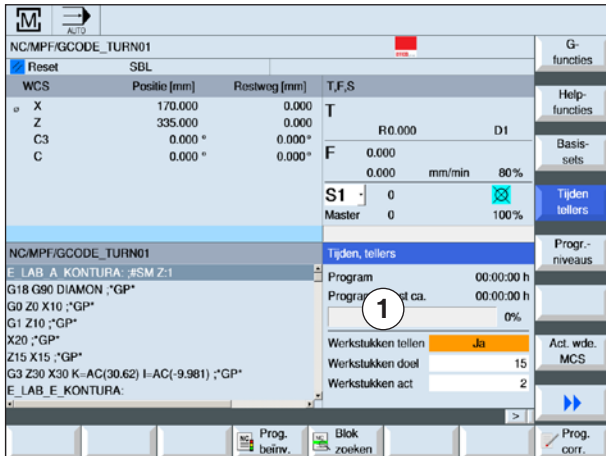 M
AUTO
NC/MPF/GCODE_TURN01
Reset SBL
WCS Positie [mm] Restweg [mm]
X 170.000 0.000
Z 335.000 0.000
C3 0.000 ° 0.000°
C 0.000 ° 0.000°
T,F,S
T
R0.000 D1
F 0.000
0.000 mm/min 80%
S1 0
Master 0 100%
NC/MPF/GCODE_TURN01
E_LAB_A_KONTURA: ;#SM Z:1
G18 G90 DIAMON ;*GP*
G0 Z0 X10 ;*GP*
G1 Z10 ;*GP*
X20 ;*GP*
Z15 X15 ;*GP*
G3 Z30 X30 K=AC(30.62) I=AC(-9.981) ;*GP*
E_LAB_E_KONTURA:
Tijden, tellers
Program 00:00:00 h
st ca. 00:00:00 h
1
0%
Werkstukken tellen Ja
Werkstukken doel 15
Werkstukken act 2
>
G-
functies
Help-
functies
Basis-
sets
Tijden
tellers
Progr.-
niveaus
Act. wde.
MCS
NC
Prog.
beïnv.
NC
Blok
zoeken
Prog.
corr.